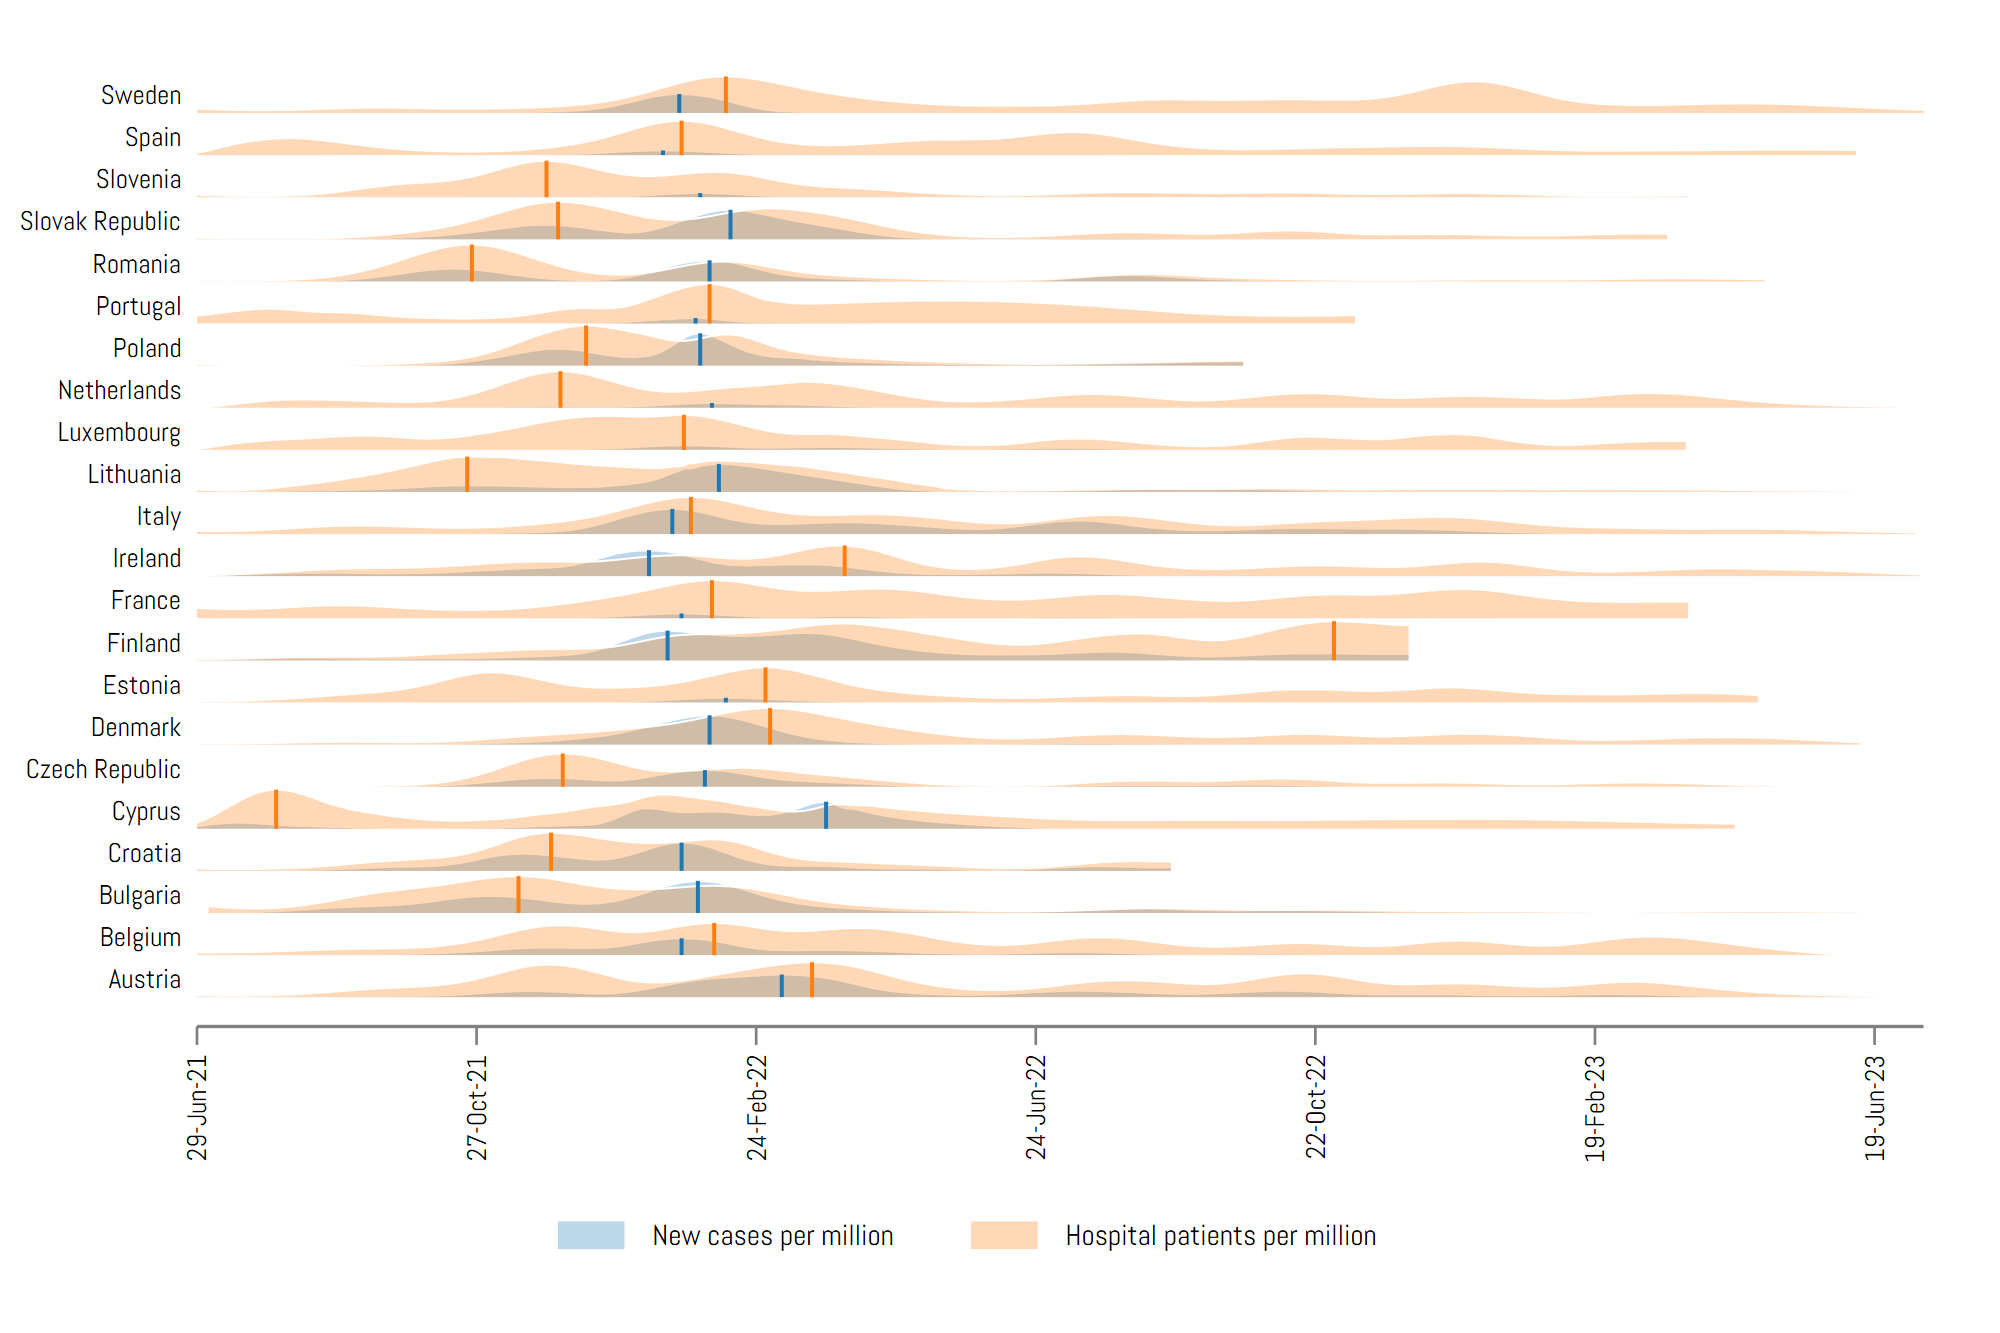 Sweden
Spain
Slovenia
Slovak Republic
Romania
Portugal
Poland
Netherlands
Luxembourg
Lithuania
Italy
Ireland
France
Finland
Estonia
Denmark
Czech Republic
Cyprus
Croatia
Bulgaria
Belgium
Austria
29-Jun-21
27-Oct-21
24-Feb-22
24-Jun-22
22-Oct-22
19-Feb-23
19-Jun-23
New cases per million
Hospital patients per million